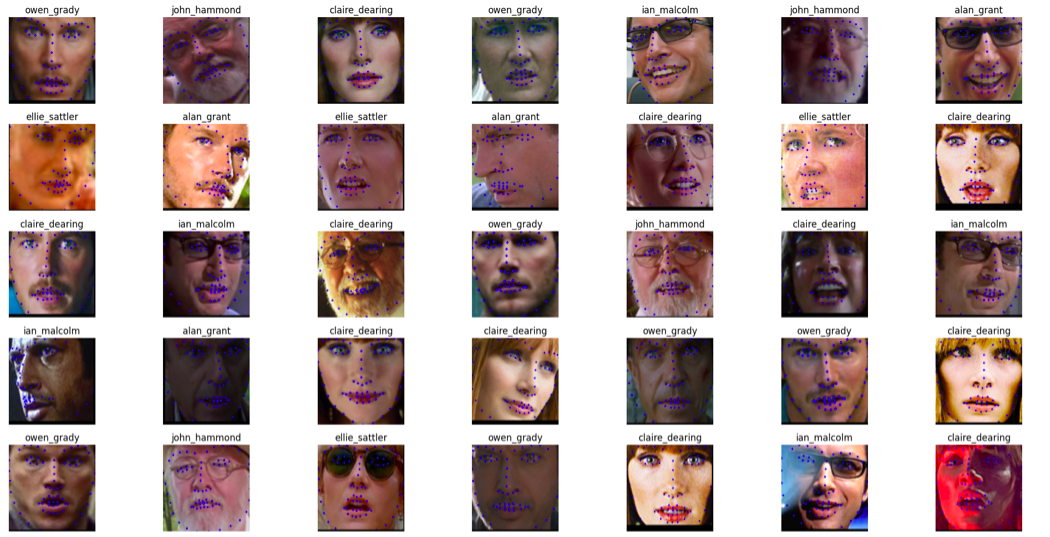 owen_grady john_hammond claire_dearing owen_grady ian_malcolm john_hammond alan_grant
ellie_sattler alan_grant ellie_sattler alan_grant claire_dearing ellie_sattler claire_dearing
claire_dearing ian_malcolm claire_dearing owen_grady john_hammond claire_dearing ian_malcolm
ian_malcolm alan_grant claire_dearing claire_dearing owen_grady owen_grady claire_dearing
owen_grady john_hammond ellie_sattler owen_grady claire_dearing ian_malcolm claire_dearing